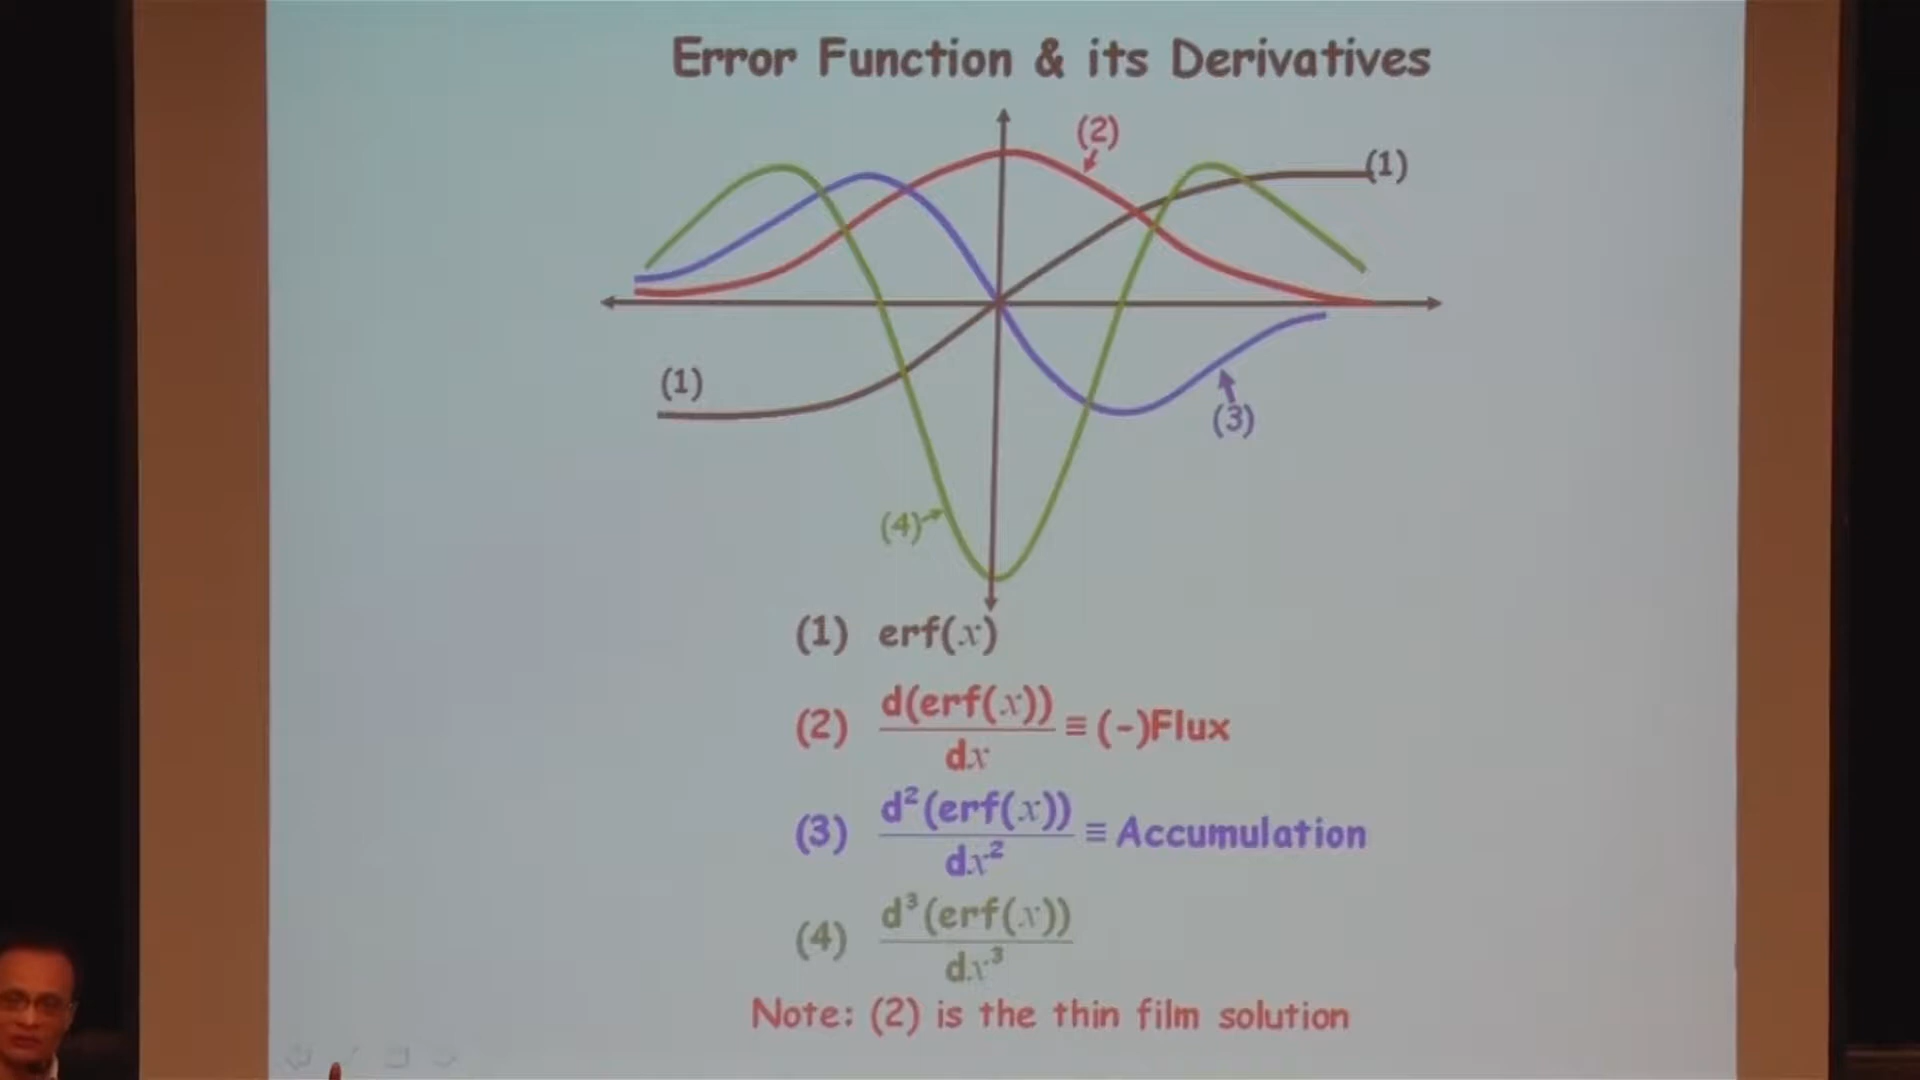 Error Function & its Derivatives
(2)
(1)
(1)
(3)
(4)
(1) erf(x)
(2) d(erf(x))/dx ≡ (-)Flux
(3) d²(erf(x))/dx² ≡ Accumulation
(4) d³(erf(x))/dx³
Note: (2) is the thin film solution